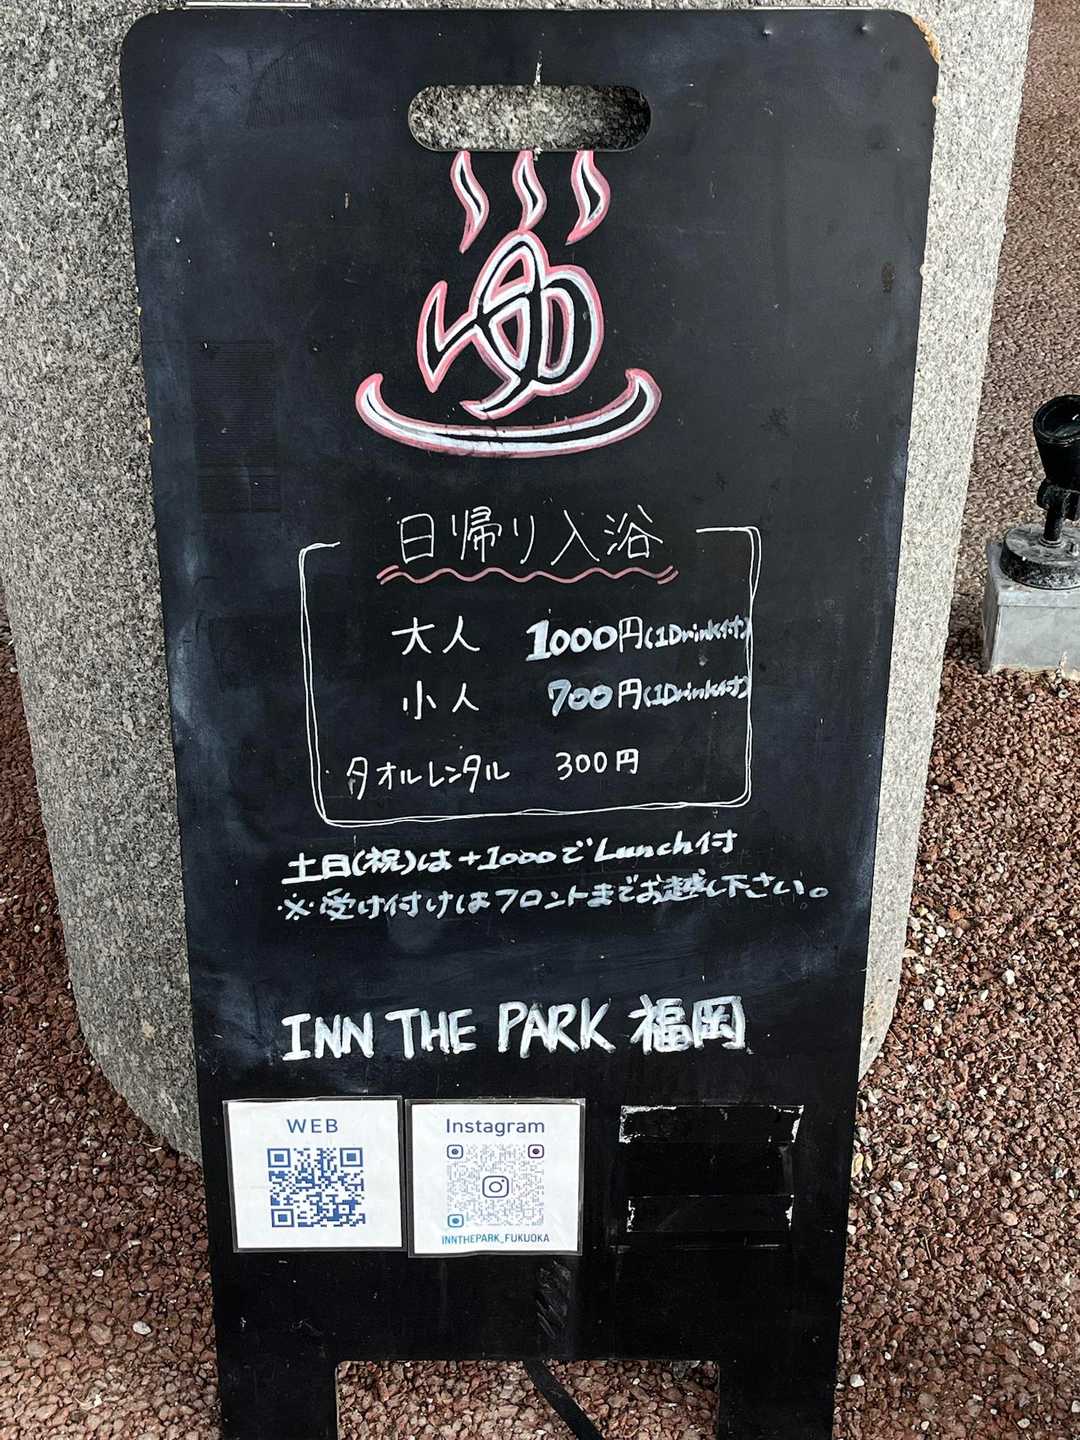 ゆ
日帰り入浴
大人 1000円(1Drink付)
小人 700円(1Drink付)
タオルレンタル 300円
土日(祝)は+1000でLunch付
※受け付けはフロントまでお越し下さい。
INN THE PARK 福岡
WEB
Instagram
INNTHEPARK_FUKUOKA